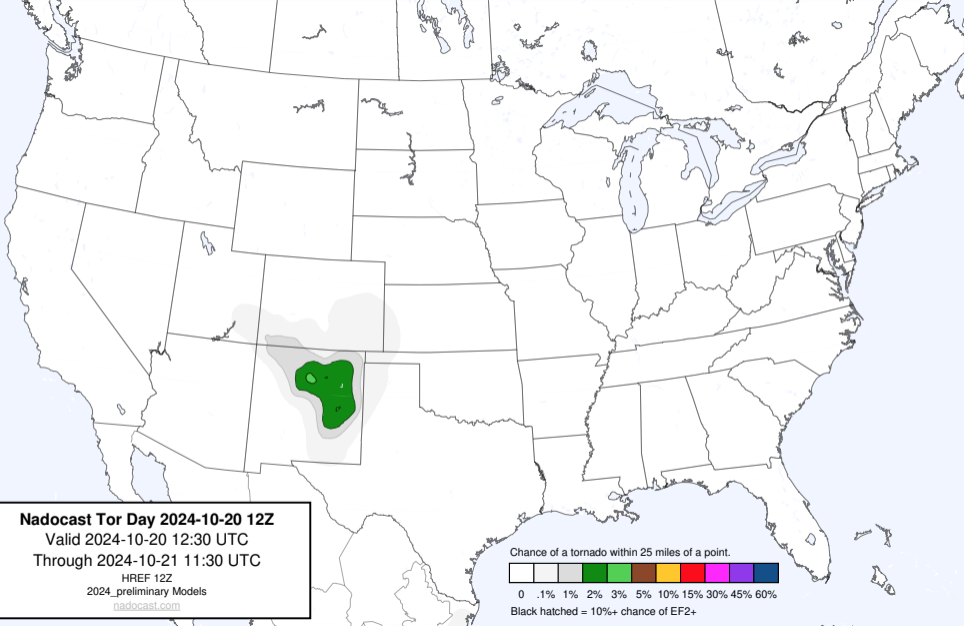 Nadocast Tor Day 2024-10-20 12Z
Valid 2024-10-20 12:30 UTC
Through 2024-10-21 11:30 UTC
HREF 12Z
2024_preliminary Models
nadocast.com
Chance of a tornado within 25 miles of a point.
0 .1% 1% 2% 3% 5% 10% 15% 30% 45% 60%
Black hatched = 10%+ chance of EF2+